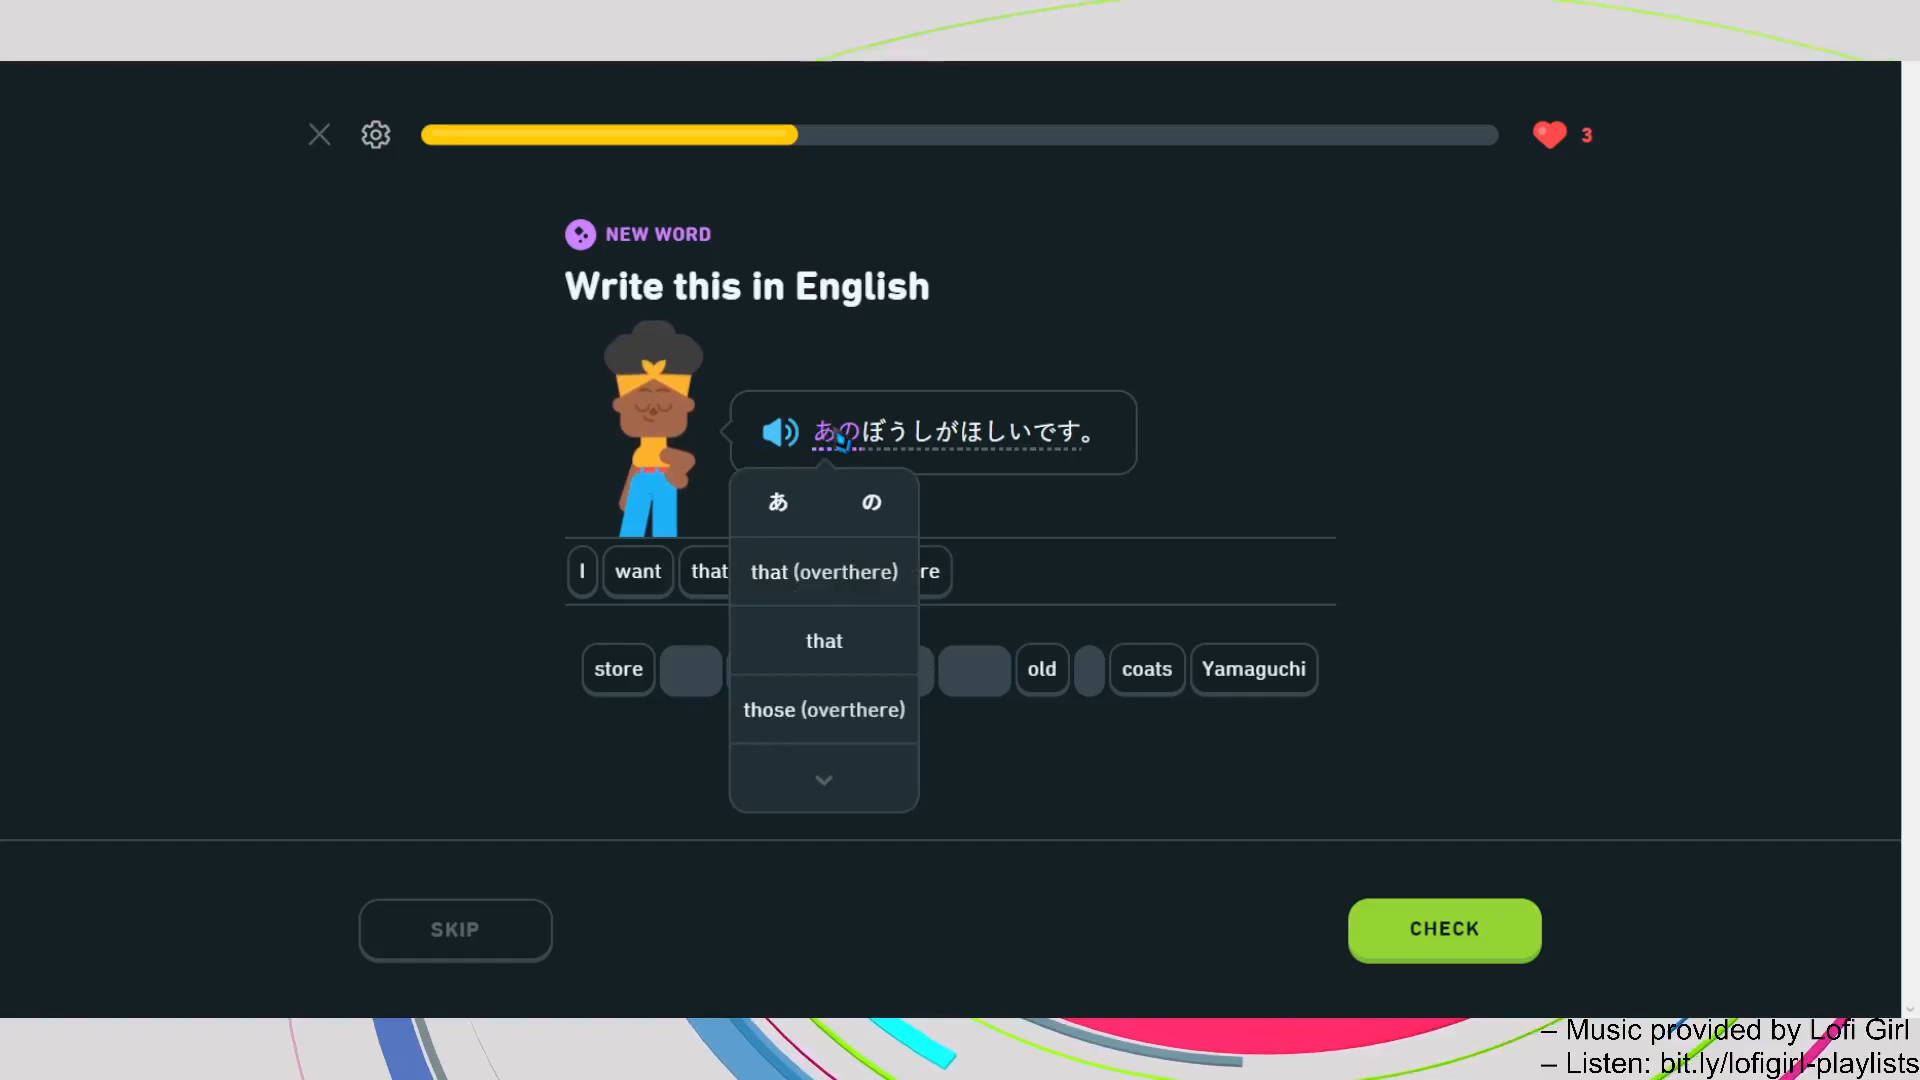 3
NEW WORD
Write this in English
あのぼうしがほしいです。
あ の
I want that re
that (overthere)
that
those (overthere)
store old coats Yamaguchi
SKIP CHECK
– Music provided by Lofi Girl
– Listen: bit.ly/lofigirl-playlists